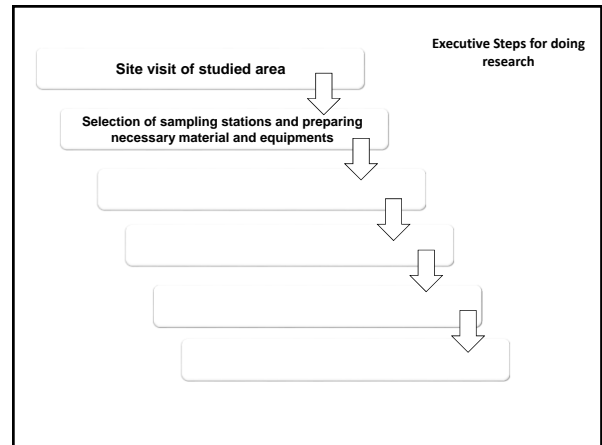 Executive Steps for doing
research
Site visit of studied area
Selection of sampling stations and preparing
necessary material and equipments